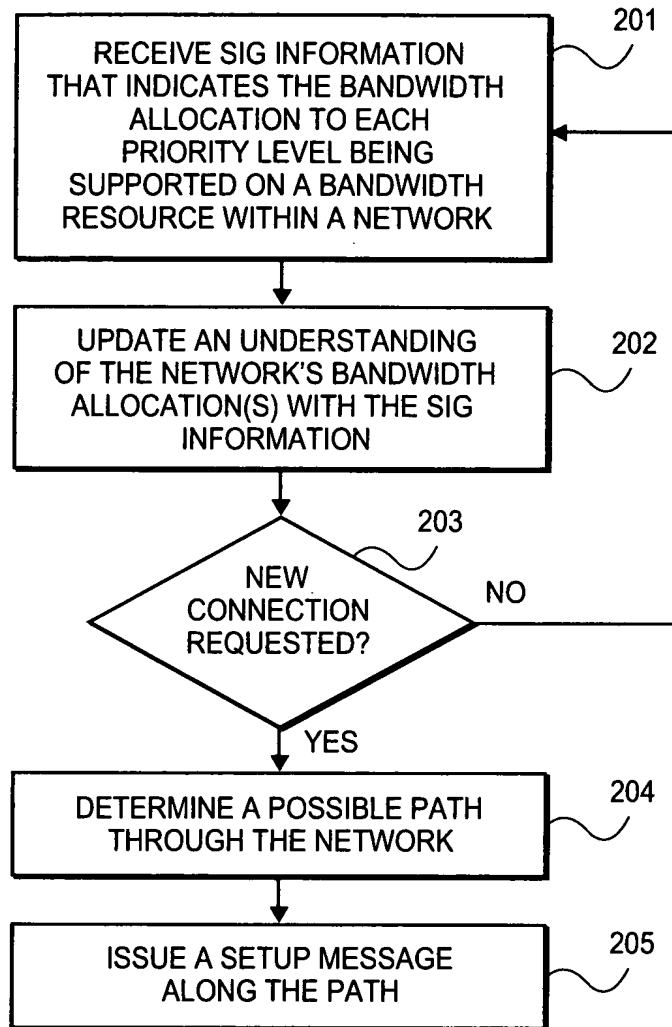 201
RECEIVE SIG INFORMATION
THAT INDICATES THE BANDWIDTH
ALLOCATION TO EACH
PRIORITY LEVEL BEING
SUPPORTED ON A BANDWIDTH
RESOURCE WITHIN A NETWORK
202
UPDATE AN UNDERSTANDING
OF THE NETWORK'S BANDWIDTH
ALLOCATION(S) WITH THE SIG
INFORMATION
203
NEW
CONNECTION
REQUESTED?
NO
YES
204
DETERMINE A POSSIBLE PATH
THROUGH THE NETWORK
205
ISSUE A SETUP MESSAGE
ALONG THE PATH